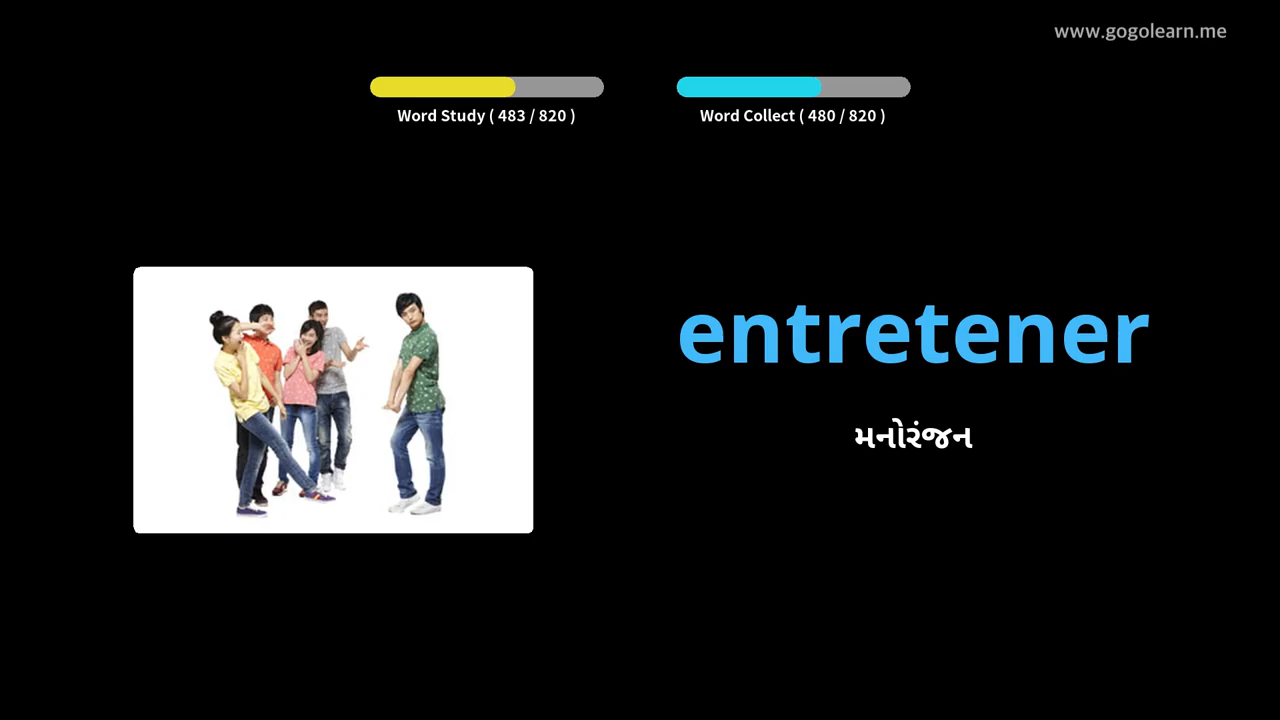 www.gogolearn.me
Word Study ( 483 / 820 )
Word Collect ( 480 / 820 )
entretener
મનોરંજન